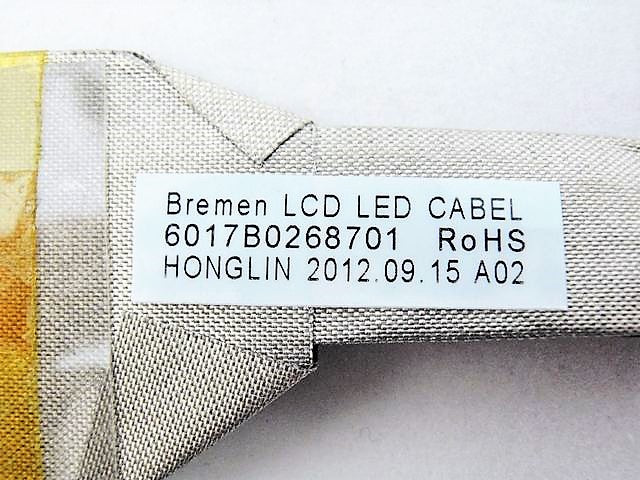 Bremen LCD LED CABEL
6017B0268701 RoHS
HONGLIN 2012.09.15 A02